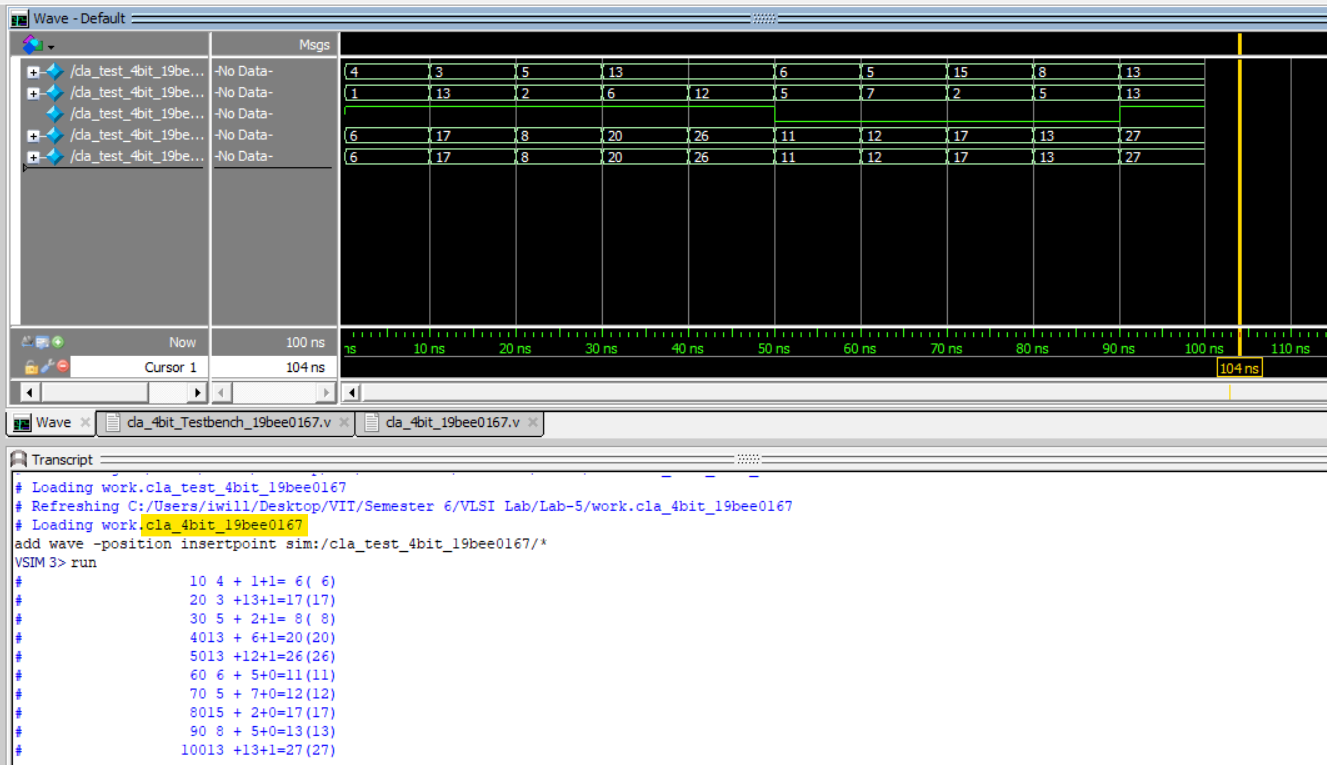 Wave - Default
Msgs
/cla_test_4bit_19be... -No Data- 4 3 5 13 6 5 15 8 13
/cla_test_4bit_19be... -No Data- 1 13 2 6 12 5 7 2 5 13
/cla_test_4bit_19be... -No Data-
/cla_test_4bit_19be... -No Data- 6 17 8 20 26 11 12 17 13 27
/cla_test_4bit_19be... -No Data- 6 17 8 20 26 11 12 17 13 27
Now 100 ns ns 10 ns 20 ns 30 ns 40 ns 50 ns 60 ns 70 ns 80 ns 90 ns 100 ns 110 ns
Cursor 1 104 ns 104 ns
Wave cla_4bit_Testbench_19bee0167.v cla_4bit_19bee0167.v
Transcript
# Loading work.cla_test_4bit_19bee0167
# Refreshing C:/Users/iwill/Desktop/VIT/Semester 6/VLSI Lab/Lab-5/work.cla_4bit_19bee0167
# Loading work.cla_4bit_19bee0167
add wave -position insertpoint sim:/cla_test_4bit_19bee0167/*
VSIM 3> run
# 10 4 + 1+1= 6( 6)
# 20 3 +13+1=17(17)
# 30 5 + 2+1= 8( 8)
# 4013 + 6+1=20(20)
# 5013 +12+1=26(26)
# 60 6 + 5+0=11(11)
# 70 5 + 7+0=12(12)
# 8015 + 2+0=17(17)
# 90 8 + 5+0=13(13)
# 10013 +13+1=27(27)